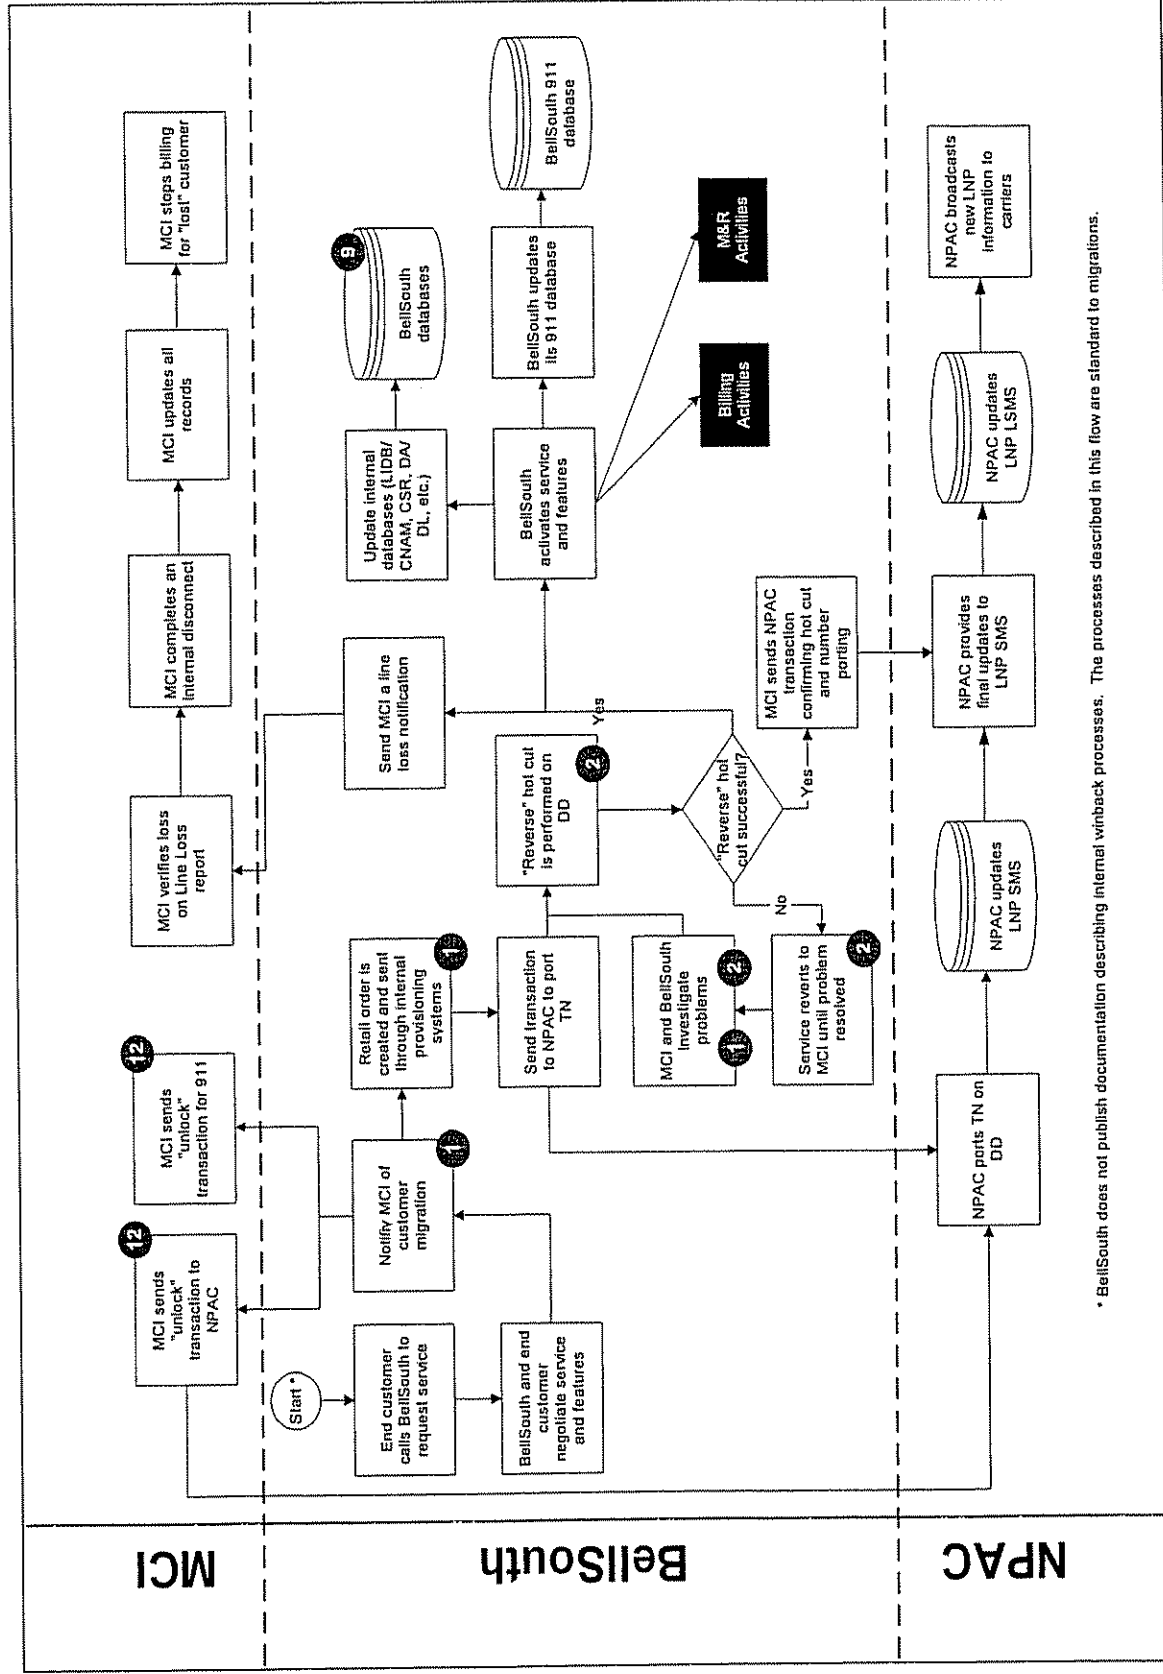 MCI
MCI sends
"unlock"
transaction to
NPAC
12
MCI sends
"unlock"
transaction for 911
12
MCI verifies loss
on Line Loss
report
MCI completes an
internal disconnect
MCI updates all
records
MCI stops billing
for "lost" customer
BellSouth
Start *
End customer
calls BellSouth to
request service
BellSouth and end
customer
negotiate service
and features
Notify MCI of
customer
migration
1
Retail order is
created and sent
through internal
provisioning
systems
1
Send transaction
to NPAC to port
TN
MCI and BellSouth
investigate
problems
1
2
Service reverts to
MCI until problem
resolved
2
"Reverse" hot cut
is performed on
DD
2
"Reverse" hot
cut successful?
No
Yes
Yes
Send MCI a line
loss notification
MCI sends NPAC
transaction
confirming hot cut
and number
porting
BellSouth
activates service
and features
Update internal
databases (LIDB/
CNAM, CSR, DA/
DL, etc.)
BellSouth
databases
9
BellSouth updates
its 911 database
BellSouth 911
database
Billing
Activities
M&R
Activities
NPAC
NPAC ports TN on
DD
NPAC updates
LNP SMS
NPAC provides
final updates to
LNP SMS
NPAC updates
LNP LSMS
NPAC broadcasts
new LNP
information to
carriers
* BellSouth does not publish documentation describing internal winback processes. The processes described in this flow are standard to migrations.